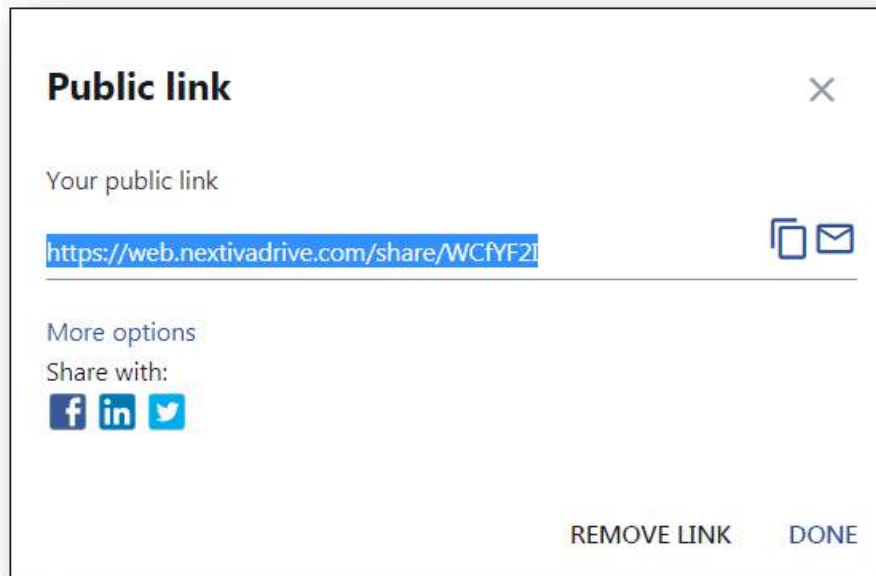 Public link
Your public link
https://web.nextivadrive.com/share/WCfYF2I
More options
Share with:
REMOVE LINK DONE